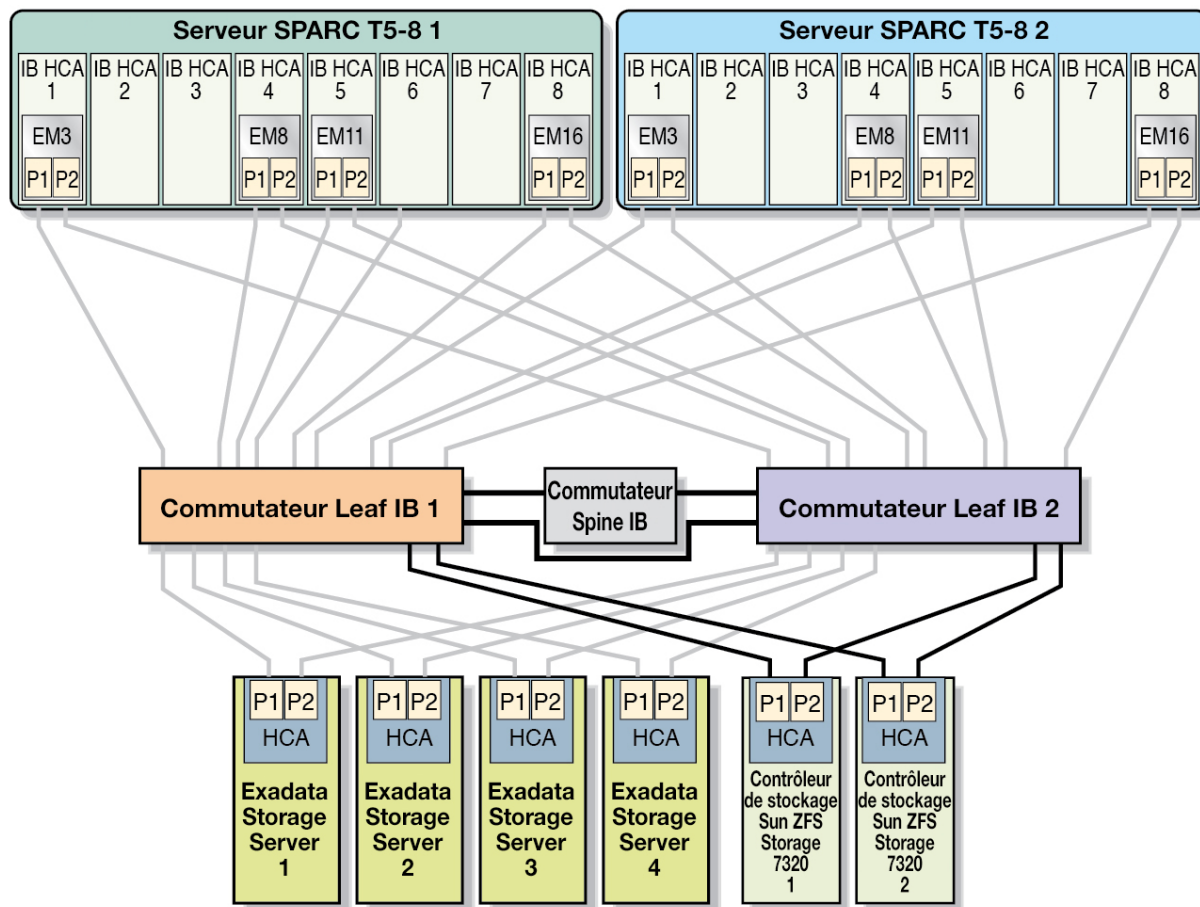 Serveur SPARC T5-8 1
IB HCA
1
IB HCA
2
IB HCA
3
IB HCA
4
IB HCA
5
IB HCA
6
IB HCA
7
IB HCA
8
EM3
EM8
EM11
EM16
P1 P2
P1 P2
P1 P2
P1 P2
Serveur SPARC T5-8 2
IB HCA
1
IB HCA
2
IB HCA
3
IB HCA
4
IB HCA
5
IB HCA
6
IB HCA
7
IB HCA
8
EM3
EM8
EM11
EM16
P1 P2
P1 P2
P1 P2
P1 P2
Commutateur Leaf IB 1
Commutateur
Spine IB
Commutateur Leaf IB 2
P1 P2
HCA
Exadata
Storage
Server
1
P1 P2
HCA
Exadata
Storage
Server
2
P1 P2
HCA
Exadata
Storage
Server
3
P1 P2
HCA
Exadata
Storage
Server
4
P1 P2
HCA
Contrôleur
de stockage
Sun ZFS
Storage
7320
1
P1 P2
HCA
Contrôleur
de stockage
Sun ZFS
Storage
7320
2